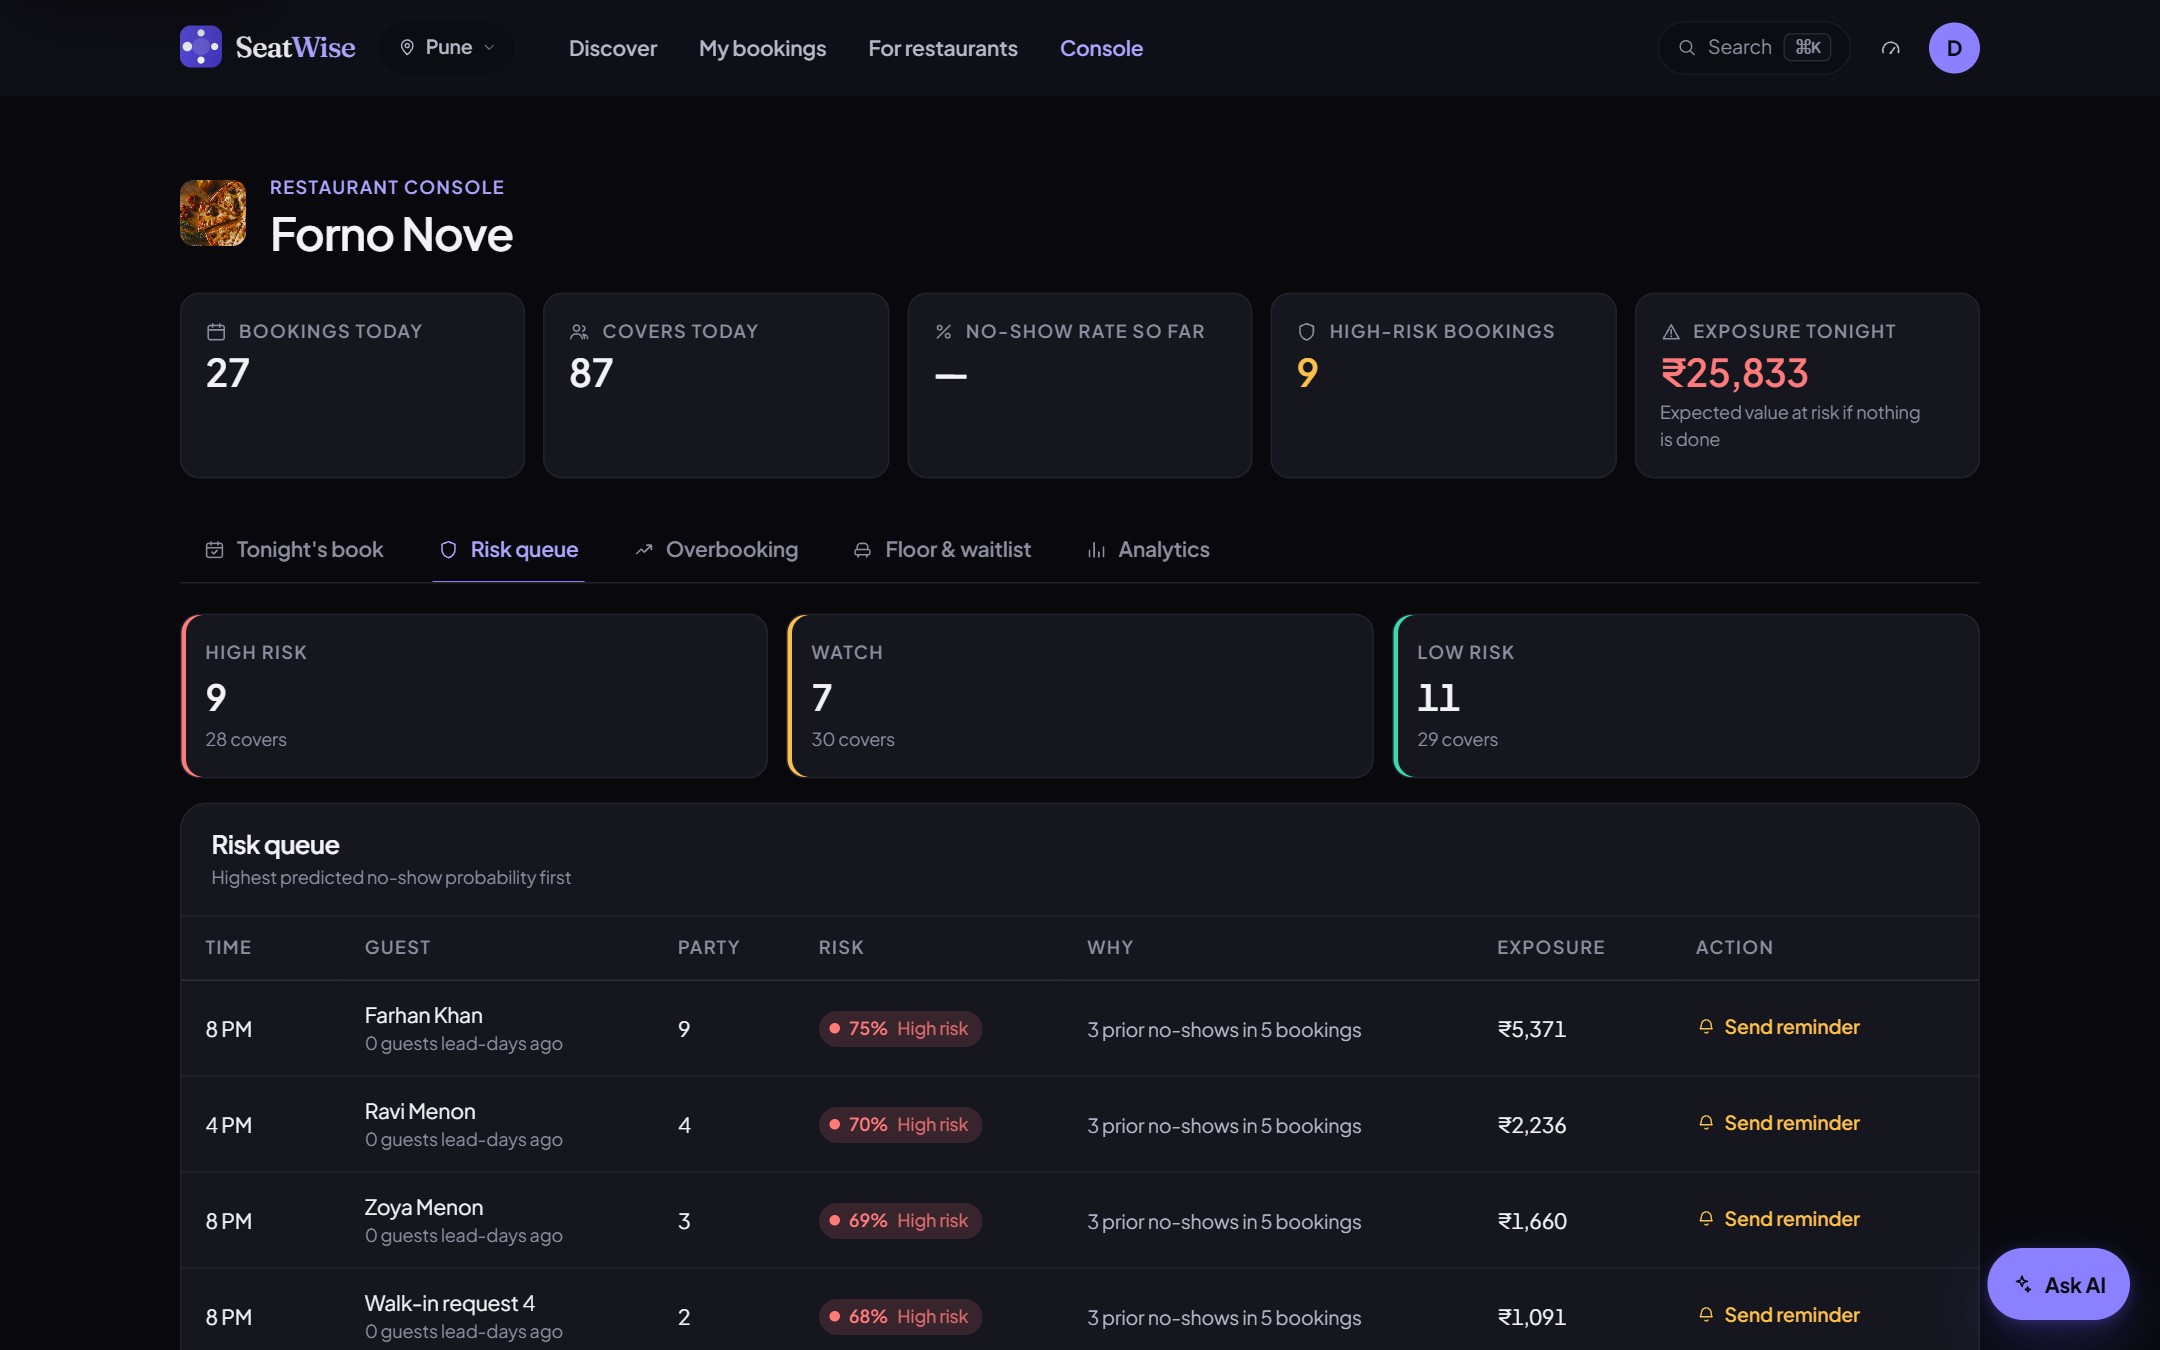 SeatWise
Pune
Discover
My bookings
For restaurants
Console
Search
⌘K
D
RESTAURANT CONSOLE
Forno Nove
BOOKINGS TODAY
27
COVERS TODAY
87
NO-SHOW RATE SO FAR
—
HIGH-RISK BOOKINGS
9
EXPOSURE TONIGHT
₹25,833
Expected value at risk if nothing
is done
Tonight's book
Risk queue
Overbooking
Floor & waitlist
Analytics
HIGH RISK
9
28 covers
WATCH
7
30 covers
LOW RISK
11
29 covers
Risk queue
Highest predicted no-show probability first
TIME GUEST PARTY RISK WHY EXPOSURE ACTION
8 PM Farhan Khan 9 75% High risk 3 prior no-shows in 5 bookings ₹5,371 Send reminder
0 guests lead-days ago
4 PM Ravi Menon 4 70% High risk 3 prior no-shows in 5 bookings ₹2,236 Send reminder
0 guests lead-days ago
8 PM Zoya Menon 3 69% High risk 3 prior no-shows in 5 bookings ₹1,660 Send reminder
0 guests lead-days ago
8 PM Walk-in request 4 2 68% High risk 3 prior no-shows in 5 bookings ₹1,091 Send reminder
0 guests lead-days ago
Ask AI